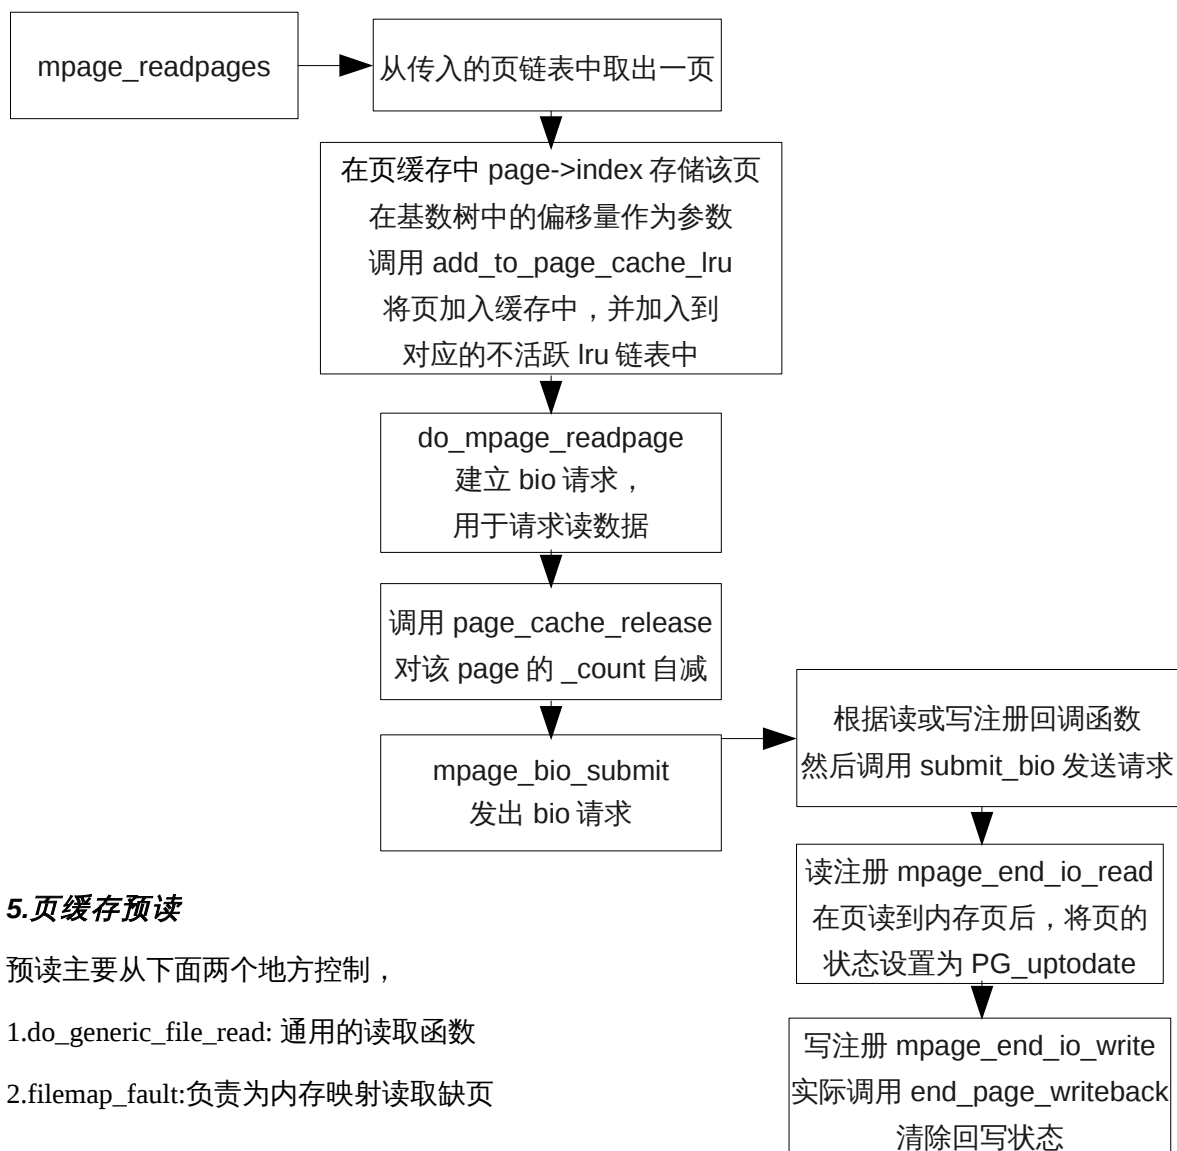 mpage_readpages
从传入的页链表中取出一页
在页缓存中 page->index 存储该页
在基数树中的偏移量作为参数
调用 add_to_page_cache_lru
将页加入缓存中，并加入到
对应的不活跃 lru 链表中
do_mpage_readpage
建立 bio 请求，
用于请求读数据
调用 page_cache_release
对该 page 的 _count 自减
mpage_bio_submit
发出 bio 请求
根据读或写注册回调函数
然后调用 submit_bio 发送请求
读注册 mpage_end_io_read
在页读到内存页后，将页的
状态设置为 PG_uptodate
写注册 mpage_end_io_write
实际调用 end_page_writeback
清除回写状态
5.页缓存预读
预读主要从下面两个地方控制，
1.do_generic_file_read: 通用的读取函数
2.filemap_fault:负责为内存映射读取缺页